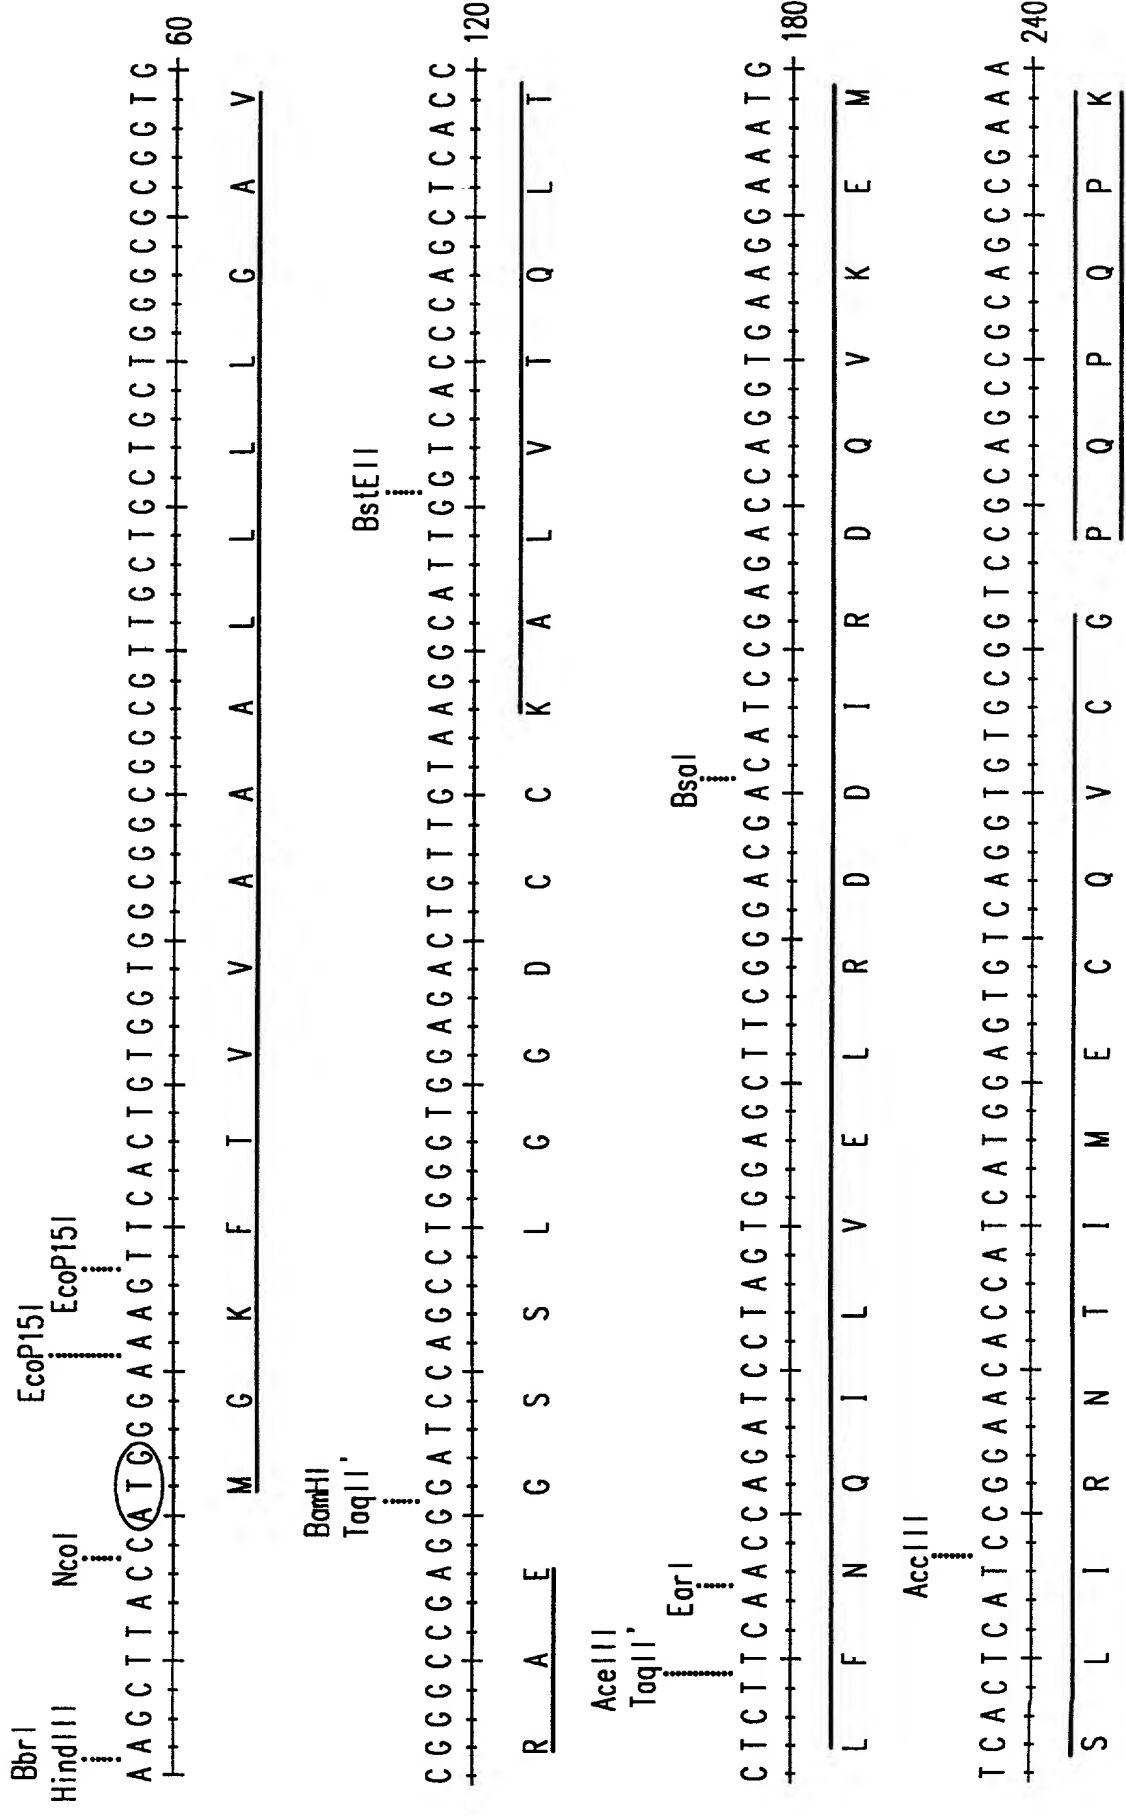 BbrI
HindIII NcoI EcoP15I EcoP15I
A A G C T T A C C A T G G G A A A G T T C A C T G T G G T G G C G G C G G C G T T G C T G C T G C T G G G C G C G G T G
60
M G K F T V V A A A L L L L G A V
BamHI
TaqII' BstEII
C G G G C C G A G G G A T C C A G C C T G G G T G G A G A C T G T T G T A A G G C A T T G G T C A C C C A G C T C A C C
120
R A E G S S L G G D C C K A L V T Q L T
AceIII
TaqII' EarI BsaI
C T C T T C A A C C A G A T C C T A G T G G A G C T T C G G G A C G A C A T C C G A G A C C A G G T G A A G G A A A T G
180
L F N Q I L V E L R D D I R D Q V K E M
AccIII
T C A C T C A T C C G G A A C A C C A T C A T G G A G T G T C A G G T G T G C G G T C C G C A G C C G C A G C C G A A A
240
S L I R N T I M E C Q V C G P Q P Q P K